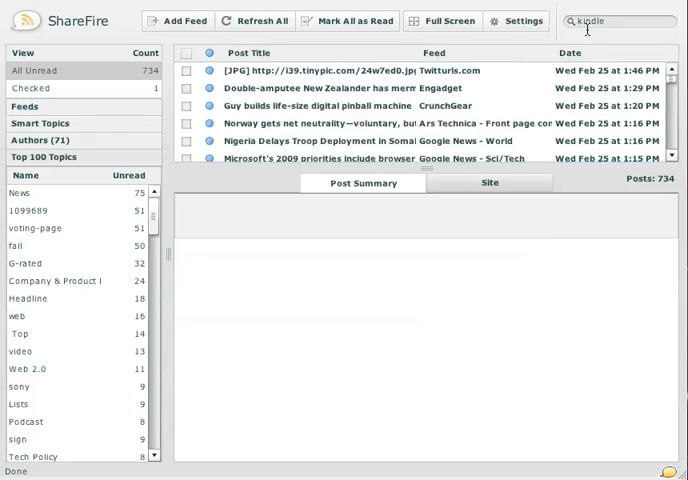 ShareFire
Add Feed
Refresh All
Mark All as Read
Full Screen
Settings
kindle
View Count
All Unread 734
Checked 1
Feeds
Smart Topics
Authors (71)
Top 100 Topics
Name Unread
News 75
1099689 51
voting-page 51
fail 50
G-rated 32
Company & Product I 24
Headline 18
web 16
Top 14
video 13
Web 2.0 11
sony 9
Lists 9
Podcast 8
sign 9
Tech Policy 8
Post Title Feed Date
[JPG] http://i39.tinypic.com/24w7ed0.jpg Twitturls.com Wed Feb 25 at 1:46 PM
Double-amputee New Zealander has merm Engadget Wed Feb 25 at 1:29 PM
Guy builds life-size digital pinball machine CrunchGear Wed Feb 25 at 1:20 PM
Norway gets net neutrality—voluntary, but Ars Technica - Front page con Wed Feb 25 at 1:16 PM
Nigeria Delays Troop Deployment in Somal Google News - World Wed Feb 25 at 1:16 PM
Microsoft's 2009 priorities include browser Google News - Sci/Tech Wed Feb 25 at 1:15 PM
Post Summary
Site
Posts: 734
Done